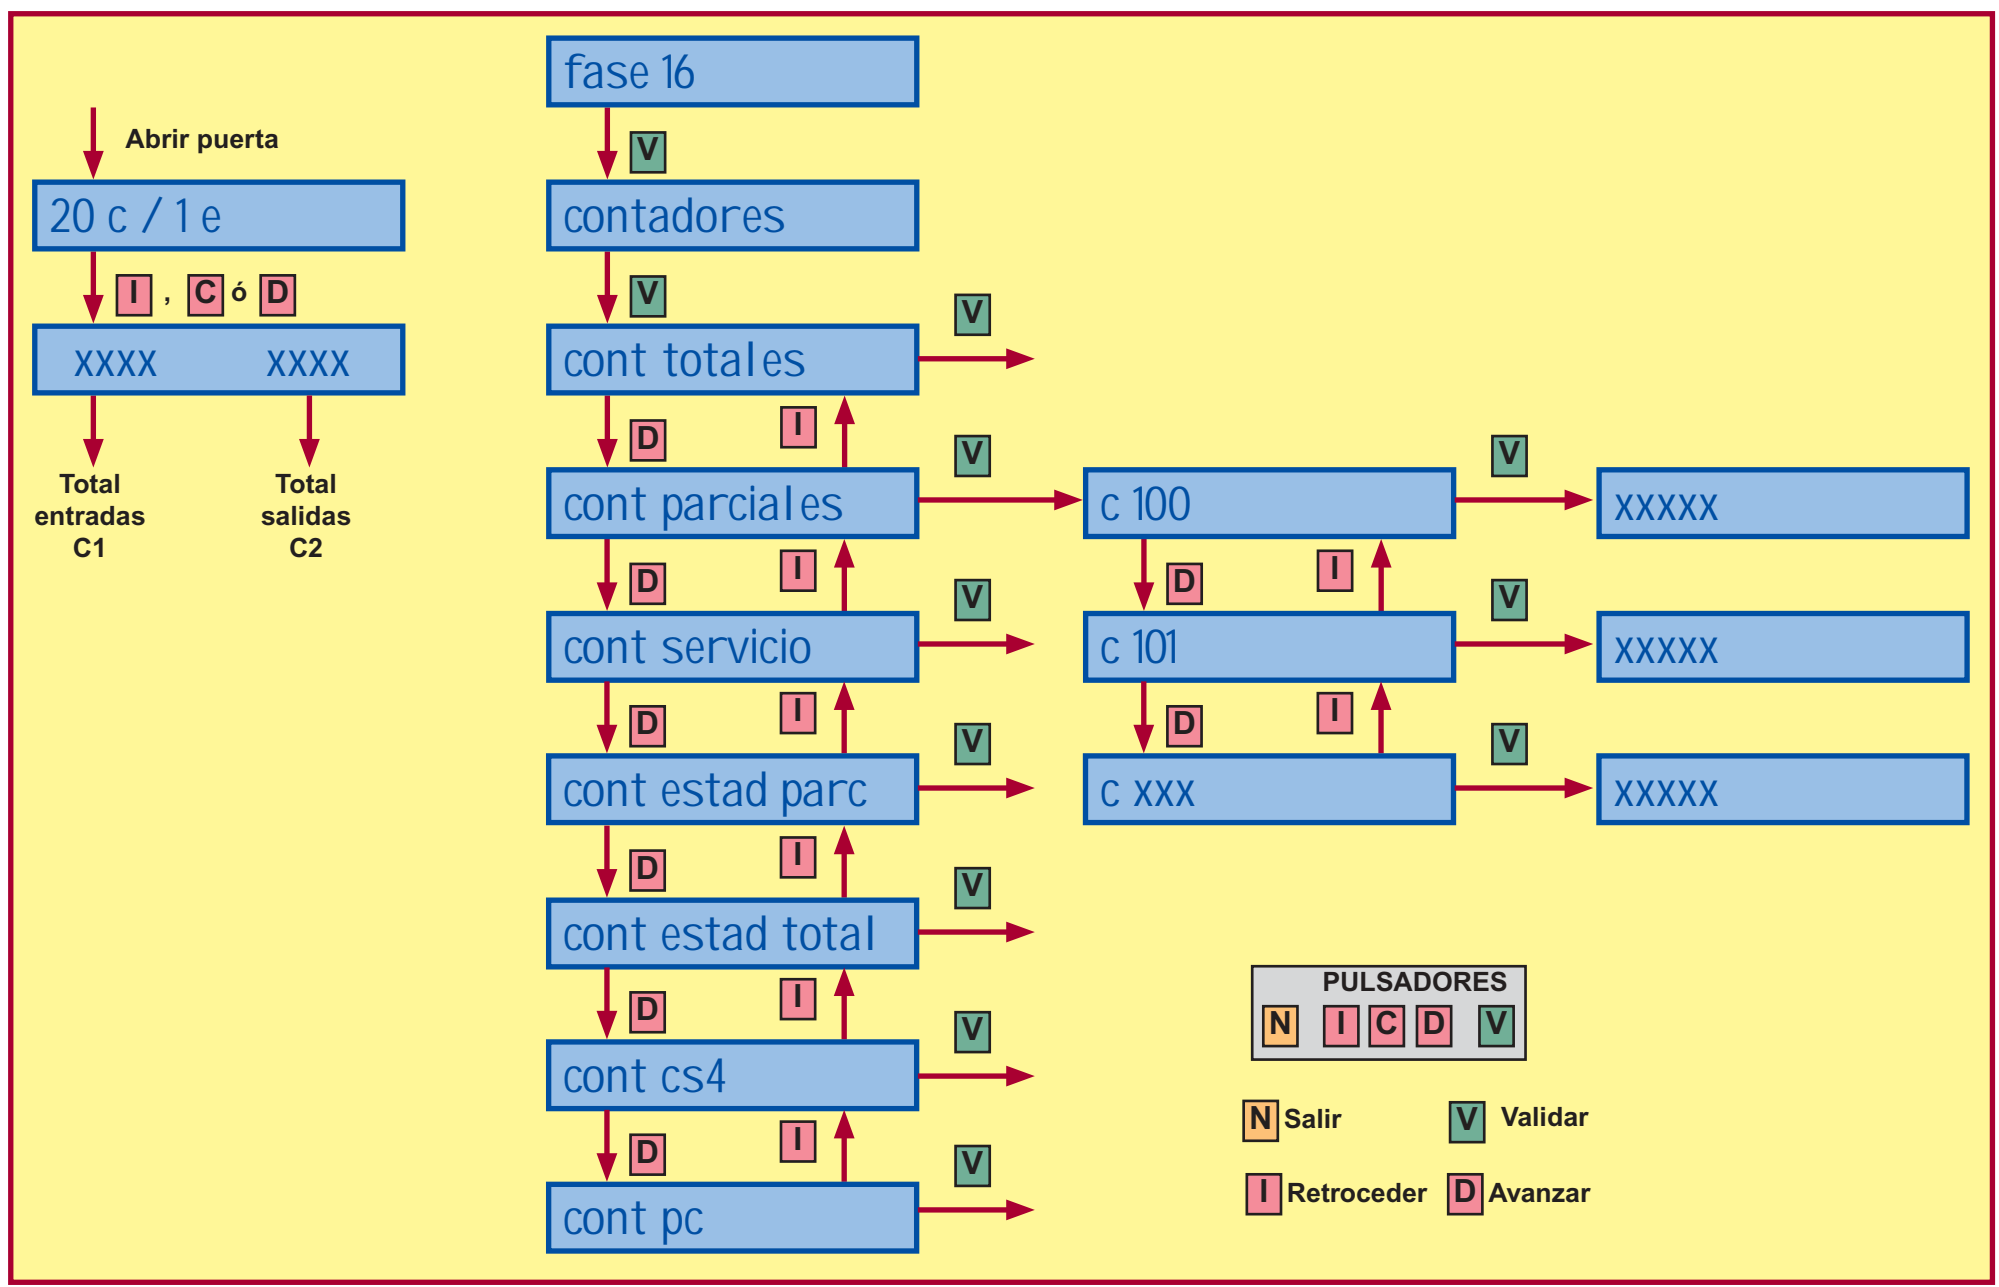 Abrir puerta
20 c / 1 e
I , C ó D
xxxx xxxx
Total
entradas
C1
Total
salidas
C2
fase 16
V
contadores
V
cont totales
V
D I
cont parciales
V
c 100
V
xxxxx
D I
D I
cont servicio
V
c 101
V
xxxxx
D I
D I
cont estad parc
V
c xxx
V
xxxxx
D I
cont estad total
V
D I
cont cs4
V
D I
cont pc
V
PULSADORES
N I C D V
N Salir
V Validar
I Retroceder
D Avanzar